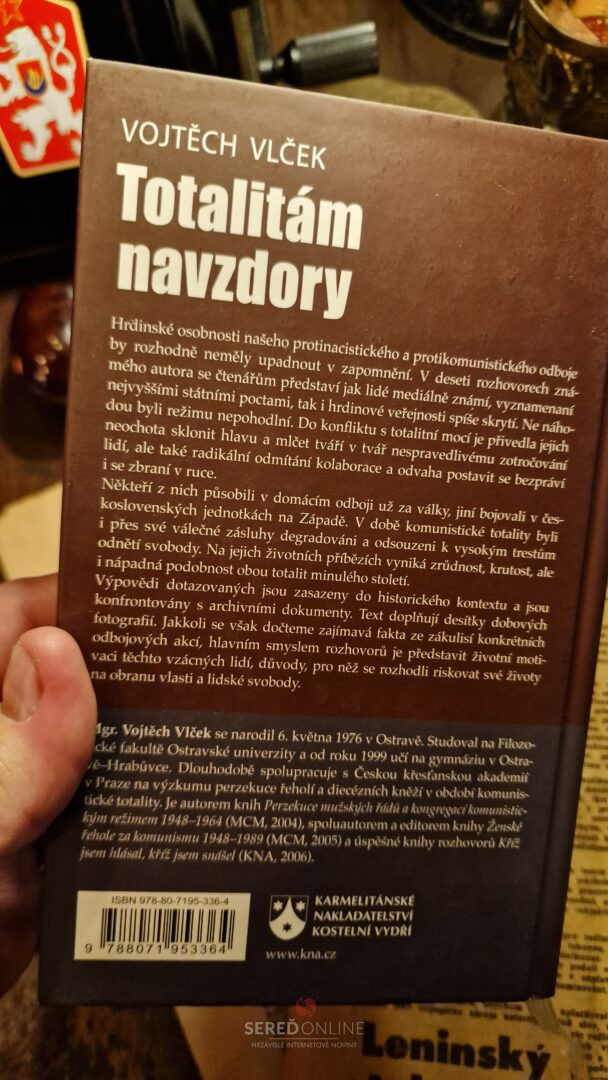 VOJTĚCH VLČEK
Totalitám
navzdory
Hrdinské osobnosti našeho protinacistického a protikomunistického odboje
by rozhodně neměly upadnout v zapomnění. V deseti rozhovorech zná-
mého autora se čtenářům představí jak lidé mediálně známí, vyznamenaní
nejvyššími státními poctami, tak i hrdinové veřejnosti spíše skrytí. Ne náho-
dou byli režimu nepohodlní. Do konfliktu s totalitní mocí je přivedla jejich
neochota sklonit hlavu a mlčet tváří v tvář nespravedlivému zotročování
lidí, ale také radikální odmítání kolaborace a odvaha postavit se bezpráví
i se zbraní v ruce.
Někteří z nich působili v domácím odboji už za války, jiní bojovali v čes-
koslovenských jednotkách na Západě. V době komunistické totality byli
i přes své válečné zásluhy degradováni a odsouzeni k vysokým trestům
odnětí svobody. Na jejich životních příbězích vyniká zrůdnost, krutost, ale
i nápadná podobnost obou totalit minulého století.
Výpovědi dotazovaných jsou zasazeny do historického kontextu a jsou
konfrontovány s archivními dokumenty. Text doplňují desítky dobových
fotografií. Jakkoli se však dočteme zajímavá fakta ze zákulisí konkrétních
odbojových akcí, hlavním smyslem rozhovorů je představit životní moti-
vaci těchto vzácných lidí, důvody, pro něž se rozhodli riskovat své životy
na obranu vlasti a lidské svobody.
Mgr. Vojtěch Vlček se narodil 6. května 1976 v Ostravě. Studoval na Filozo-
fické fakultě Ostravské univerzity a od roku 1999 učí na gymnáziu v Ostra-
vě-Hrabůvce. Dlouhodobě spolupracuje s Českou křesťanskou akademií
v Praze na výzkumu perzekuce řeholí a diecézních kněží v období komunis-
tické totality. Je autorem knih Perzekuce mužských řádů a kongregací komunistic-
kým režimem 1948–1964 (MCM, 2004), spoluautorem a editorem knihy Ženské
řehole za komunismu 1948–1989 (MCM, 2005) a úspěšné knihy rozhovorů Kříž
jsem hlásal, kříž jsem snášel (KNA, 2006).
ISBN 978-80-7195-336-4
9 788071 953364
KARMELITÁNSKÉ
NAKLADATELSTVÍ
KOSTELNÍ VYDŘÍ
www.kna.cz
SEREĎONLINE
NEZÁVISLÉ INTERNETOVÉ NOVINY
Leninský